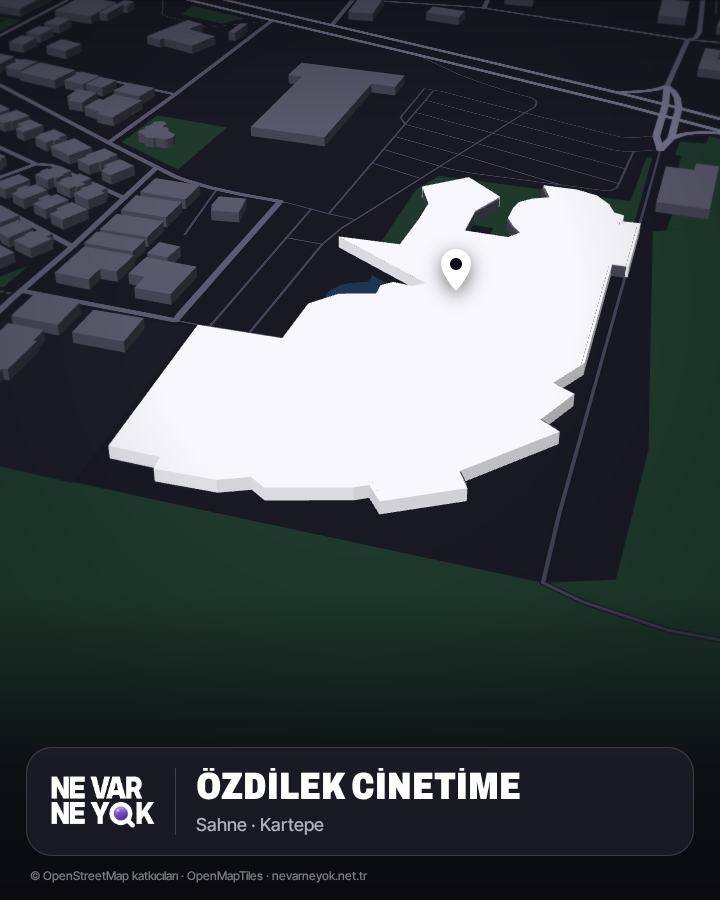 NE VAR
NE YOK
ÖZDİLEK CİNETİME
Sahne · Kartepe
© OpenStreetMap katkıcıları · OpenMapTiles · nevarneyok.net.tr